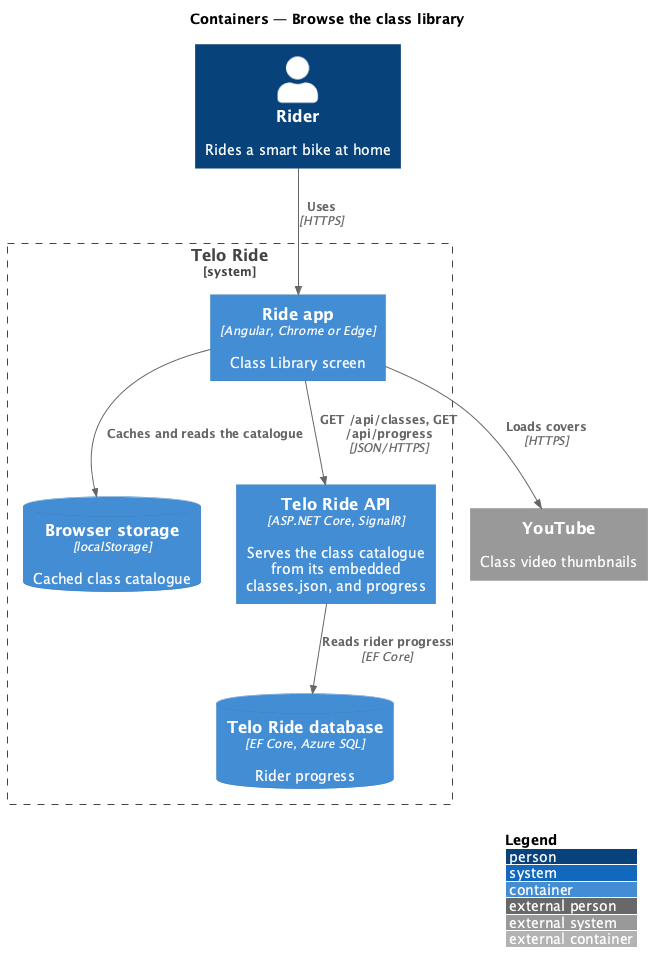 Containers — Browse the class library
Rider
Rides a smart bike at home
Uses
[HTTPS]
Telo Ride
[system]
Ride app
[Angular, Chrome or Edge]
Class Library screen
Caches and reads the catalogue
GET /api/classes, GET
/api/progress
[JSON/HTTPS]
Loads covers
[HTTPS]
Browser storage
[localStorage]
Cached class catalogue
Telo Ride API
[ASP.NET Core, SignalR]
Serves the class catalogue
from its embedded
classes.json, and progress
YouTube
Class video thumbnails
Reads rider progress
[EF Core]
Telo Ride database
[EF Core, Azure SQL]
Rider progress
Legend
person
system
container
external person
external system
external container